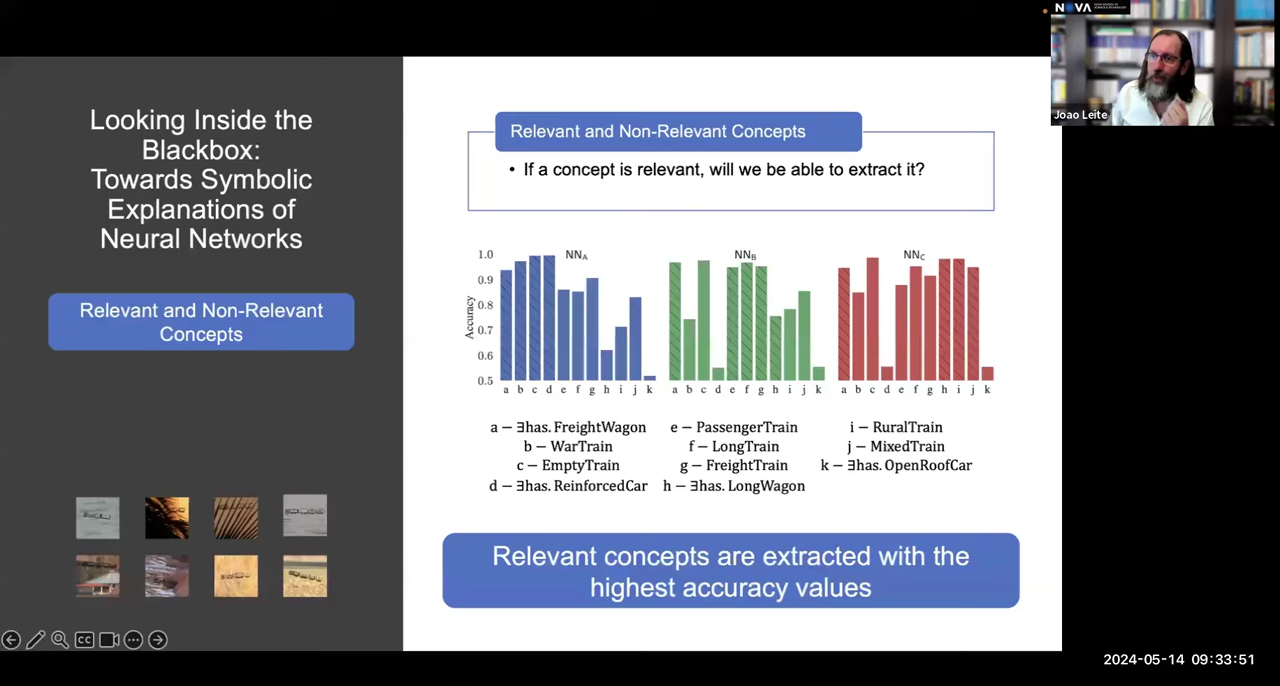 NOVA
Joao Leite
Looking Inside the
Blackbox:
Towards Symbolic
Explanations of
Neural Networks
Relevant and Non-Relevant
Concepts
Relevant and Non-Relevant Concepts
• If a concept is relevant, will we be able to extract it?
Accuracy
1.0
0.9
0.8
0.7
0.6
0.5
NNA
a b c d e f g h i j k
NNB
a b c d e f g h i j k
NNC
a b c d e f g h i j k
a – ∃has. FreightWagon
b – WarTrain
c – EmptyTrain
d – ∃has. ReinforcedCar
e – PassengerTrain
f – LongTrain
g – FreightTrain
h – ∃has. LongWagon
i – RuralTrain
j – MixedTrain
k – ∃has. OpenRoofCar
Relevant concepts are extracted with the
highest accuracy values
CC
2024-05-14 09:33:51